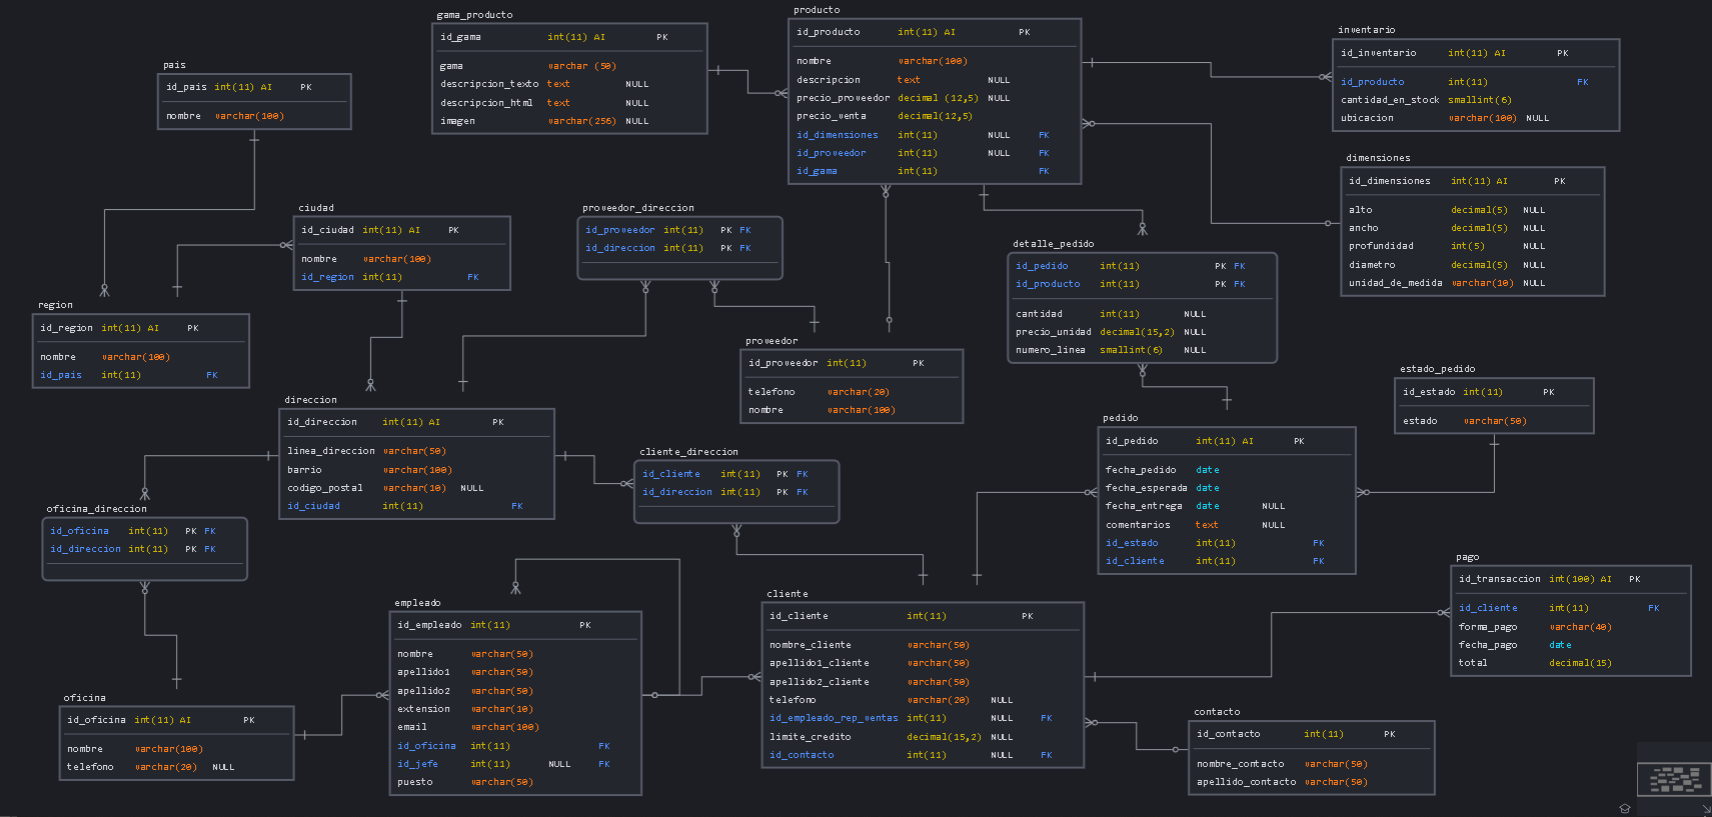 gama_producto
id_gama int(11) AI PK
gama varchar (50)
descripcion_texto text NULL
descripcion_html text NULL
imagen varchar(256) NULL
producto
id_producto int(11) AI PK
nombre varchar(100)
descripcion text NULL
precio_proveedor decimal (12,5) NULL
precio_venta decimal(12,5)
id_dimensiones int(11) NULL FK
id_proveedor int(11) NULL FK
id_gama int(11) FK
inventario
id_inventario int(11) AI PK
id_producto int(11) FK
cantidad_en_stock smallint(6)
ubicacion varchar(100) NULL
pais
id_pais int(11) AI PK
nombre varchar(100)
dimensiones
id_dimensiones int(11) AI PK
alto decimal(5) NULL
ancho decimal(5) NULL
profundidad int(5) NULL
diametro decimal(5) NULL
unidad_de_medida varchar(10) NULL
ciudad
id_ciudad int(11) AI PK
nombre varchar(100)
id_region int(11) FK
proveedor_direccion
id_proveedor int(11) PK FK
id_direccion int(11) PK FK
detalle_pedido
id_pedido int(11) PK FK
id_producto int(11) PK FK
cantidad int(11) NULL
precio_unidad decimal(15,2) NULL
numero_linea smallint(6) NULL
region
id_region int(11) AI PK
nombre varchar(100)
id_pais int(11) FK
proveedor
id_proveedor int(11) PK
telefono varchar(20)
nombre varchar(100)
estado_pedido
id_estado int(11) PK
estado varchar(50)
direccion
id_direccion int(11) AI PK
linea_direccion varchar(50)
barrio varchar(100)
codigo_postal varchar(10) NULL
id_ciudad int(11) FK
pedido
id_pedido int(11) AI PK
fecha_pedido date
fecha_esperada date
fecha_entrega date NULL
comentarios text NULL
id_estado int(11) FK
id_cliente int(11) FK
cliente_direccion
id_cliente int(11) PK FK
id_direccion int(11) PK FK
oficina_direccion
id_oficina int(11) PK FK
id_direccion int(11) PK FK
pago
id_transaccion int(100) AI PK
id_cliente int(11) FK
forma_pago varchar(40)
fecha_pago date
total decimal(15)
empleado
id_empleado int(11) PK
nombre varchar(50)
apellido1 varchar(50)
apellido2 varchar(50)
extension varchar(10)
email varchar(100)
id_oficina int(11) FK
id_jefe int(11) NULL FK
puesto varchar(50)
cliente
id_cliente int(11) PK
nombre_cliente varchar(50)
apellido1_cliente varchar(50)
apellido2_cliente varchar(50)
telefono varchar(20) NULL
id_empleado_rep_ventas int(11) NULL FK
limite_credito decimal(15,2) NULL
id_contacto int(11) NULL FK
oficina
id_oficina int(11) AI PK
nombre varchar(100)
telefono varchar(20) NULL
contacto
id_contacto int(11) PK
nombre_contacto varchar(50)
apellido_contacto varchar(50)